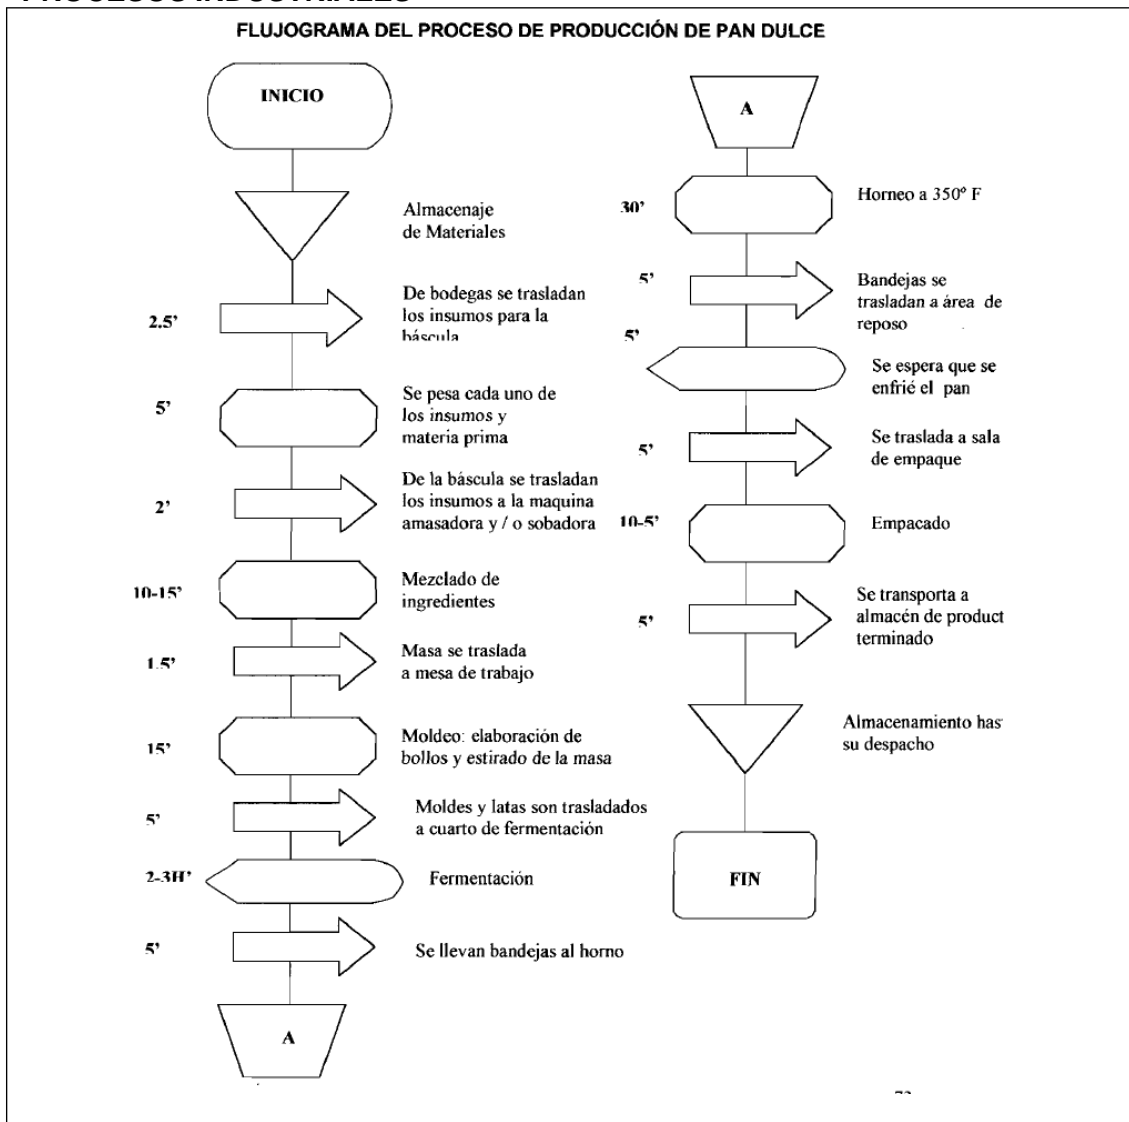 PROCESOS INDUSTRIALES
FLUJOGRAMA DEL PROCESO DE PRODUCCIÓN DE PAN DULCE
INICIO
Almacenaje
de Materiales
2.5'
De bodegas se trasladan
los insumos para la
báscula
5'
Se pesa cada uno de
los insumos y
materia prima
2'
De la báscula se trasladan
los insumos a la maquina
amasadora y / o sobadora
10-15'
Mezclado de
ingredientes
1.5'
Masa se traslada
a mesa de trabajo
15'
Moldeo: elaboración de
bollos y estirado de la masa
5'
Moldes y latas son trasladados
a cuarto de fermentación
2-3H'
Fermentación
5'
Se llevan bandejas al horno
A
A
30'
Horneo a 350º F
5'
Bandejas se
trasladan a área de
reposo
5'
Se espera que se
enfrié el pan
5'
Se traslada a sala
de empaque
10-5'
Empacado
5'
Se transporta a
almacén de product
terminado
Almacenamiento has
su despacho
FIN